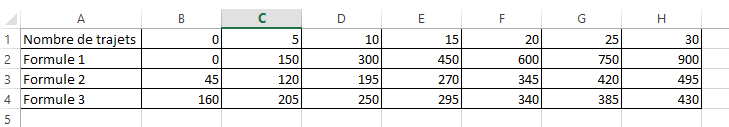 A B C D E F G H
1 Nombre de trajets 0 5 10 15 20 25 30
2 Formule 1 0 150 300 450 600 750 900
3 Formule 2 45 120 195 270 345 420 495
4 Formule 3 160 205 250 295 340 385 430
5